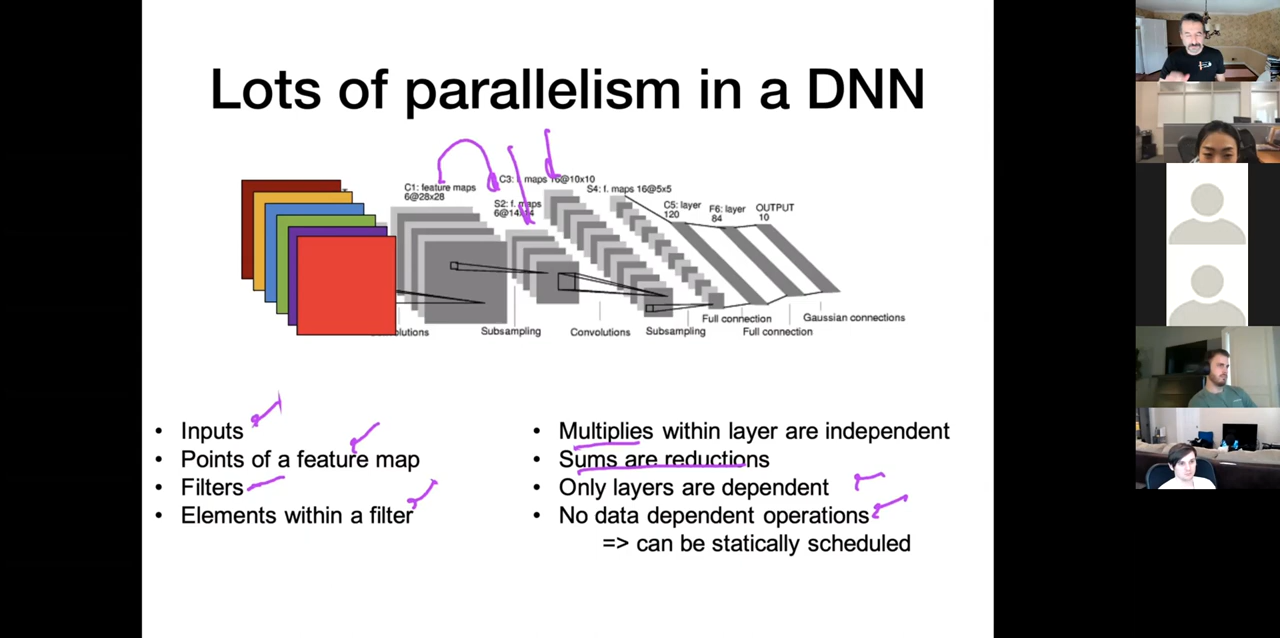 Lots of parallelism in a DNN
C1: feature maps
6@28x28
C3: f. maps 16@10x10
S2: f. maps
6@14x14
S4: f. maps 16@5x5
C5: layer
120
F6: layer
84
OUTPUT
10
Subsampling
Convolutions
Subsampling
Full connection
Full connection
Gaussian connections
• Inputs
• Points of a feature map
• Filters
• Elements within a filter
• Multiplies within layer are independent
• Sums are reductions
• Only layers are dependent
• No data dependent operations
=> can be statically scheduled